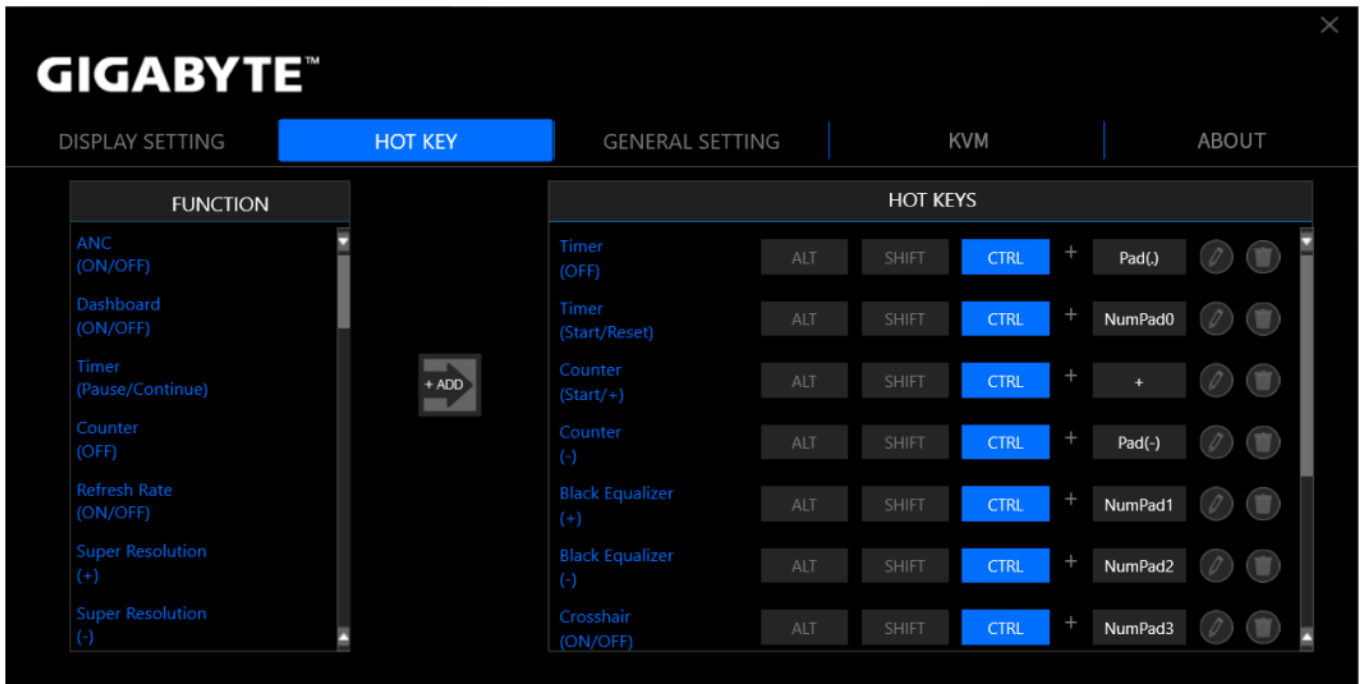 GIGABYTE™
DISPLAY SETTING HOT KEY GENERAL SETTING KVM ABOUT
FUNCTION
ANC
(ON/OFF)
Dashboard
(ON/OFF)
Timer
(Pause/Continue)
Counter
(OFF)
Refresh Rate
(ON/OFF)
Super Resolution
(+)
Super Resolution
(-)
+ ADD
HOT KEYS
Timer
(OFF)
ALT SHIFT CTRL + Pad(.)
Timer
(Start/Reset)
ALT SHIFT CTRL + NumPad0
Counter
(Start/+)
ALT SHIFT CTRL + +
Counter
(-)
ALT SHIFT CTRL + Pad(-)
Black Equalizer
(+)
ALT SHIFT CTRL + NumPad1
Black Equalizer
(-)
ALT SHIFT CTRL + NumPad2
Crosshair
(ON/OFF)
ALT SHIFT CTRL + NumPad3